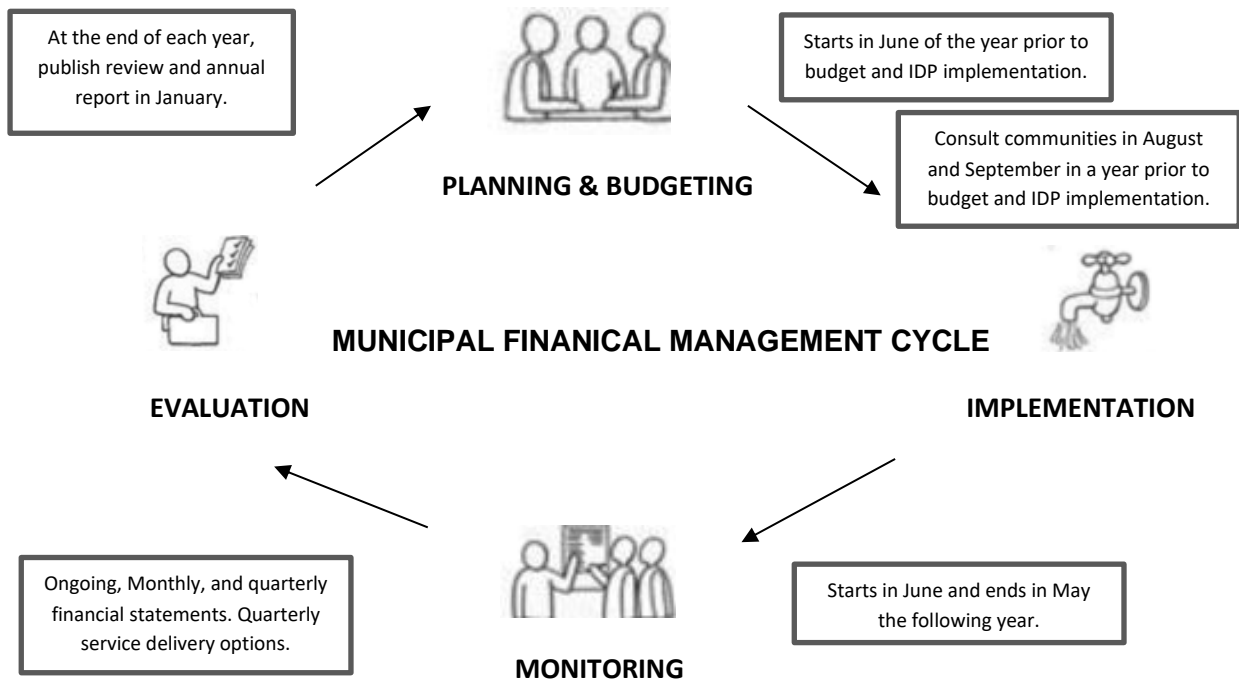 At the end of each year,
publish review and annual
report in January.
Starts in June of the year prior to
budget and IDP implementation.
Consult communities in August
and September in a year prior to
budget and IDP implementation.
PLANNING & BUDGETING
MUNICIPAL FINANICAL MANAGEMENT CYCLE
EVALUATION
IMPLEMENTATION
Ongoing, Monthly, and quarterly
financial statements. Quarterly
service delivery options.
Starts in June and ends in May
the following year.
MONITORING